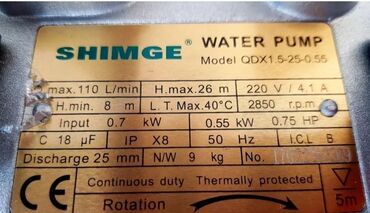 SHIMGE® WATER PUMP
Model QDX1.5-25-0.55
max.110 L/min H.max.26 m 220 V / 4.1 A
H.min. 8 m L.T.Max.40°C 2850 r.p.m
Input 0.7 kW 0.55 kW 0.75 HP
C 18 µF IP X8 50 Hz I.CL B
Discharge 25 mm N/W 9 kg No.
CE Continuous duty Thermally protected
Rotation 5m